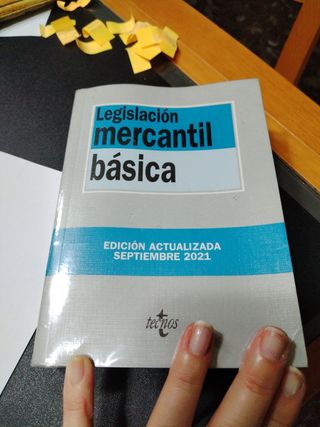 Legislación
mercantil
básica
EDICIÓN ACTUALIZADA
SEPTIEMBRE 2021
tecnos